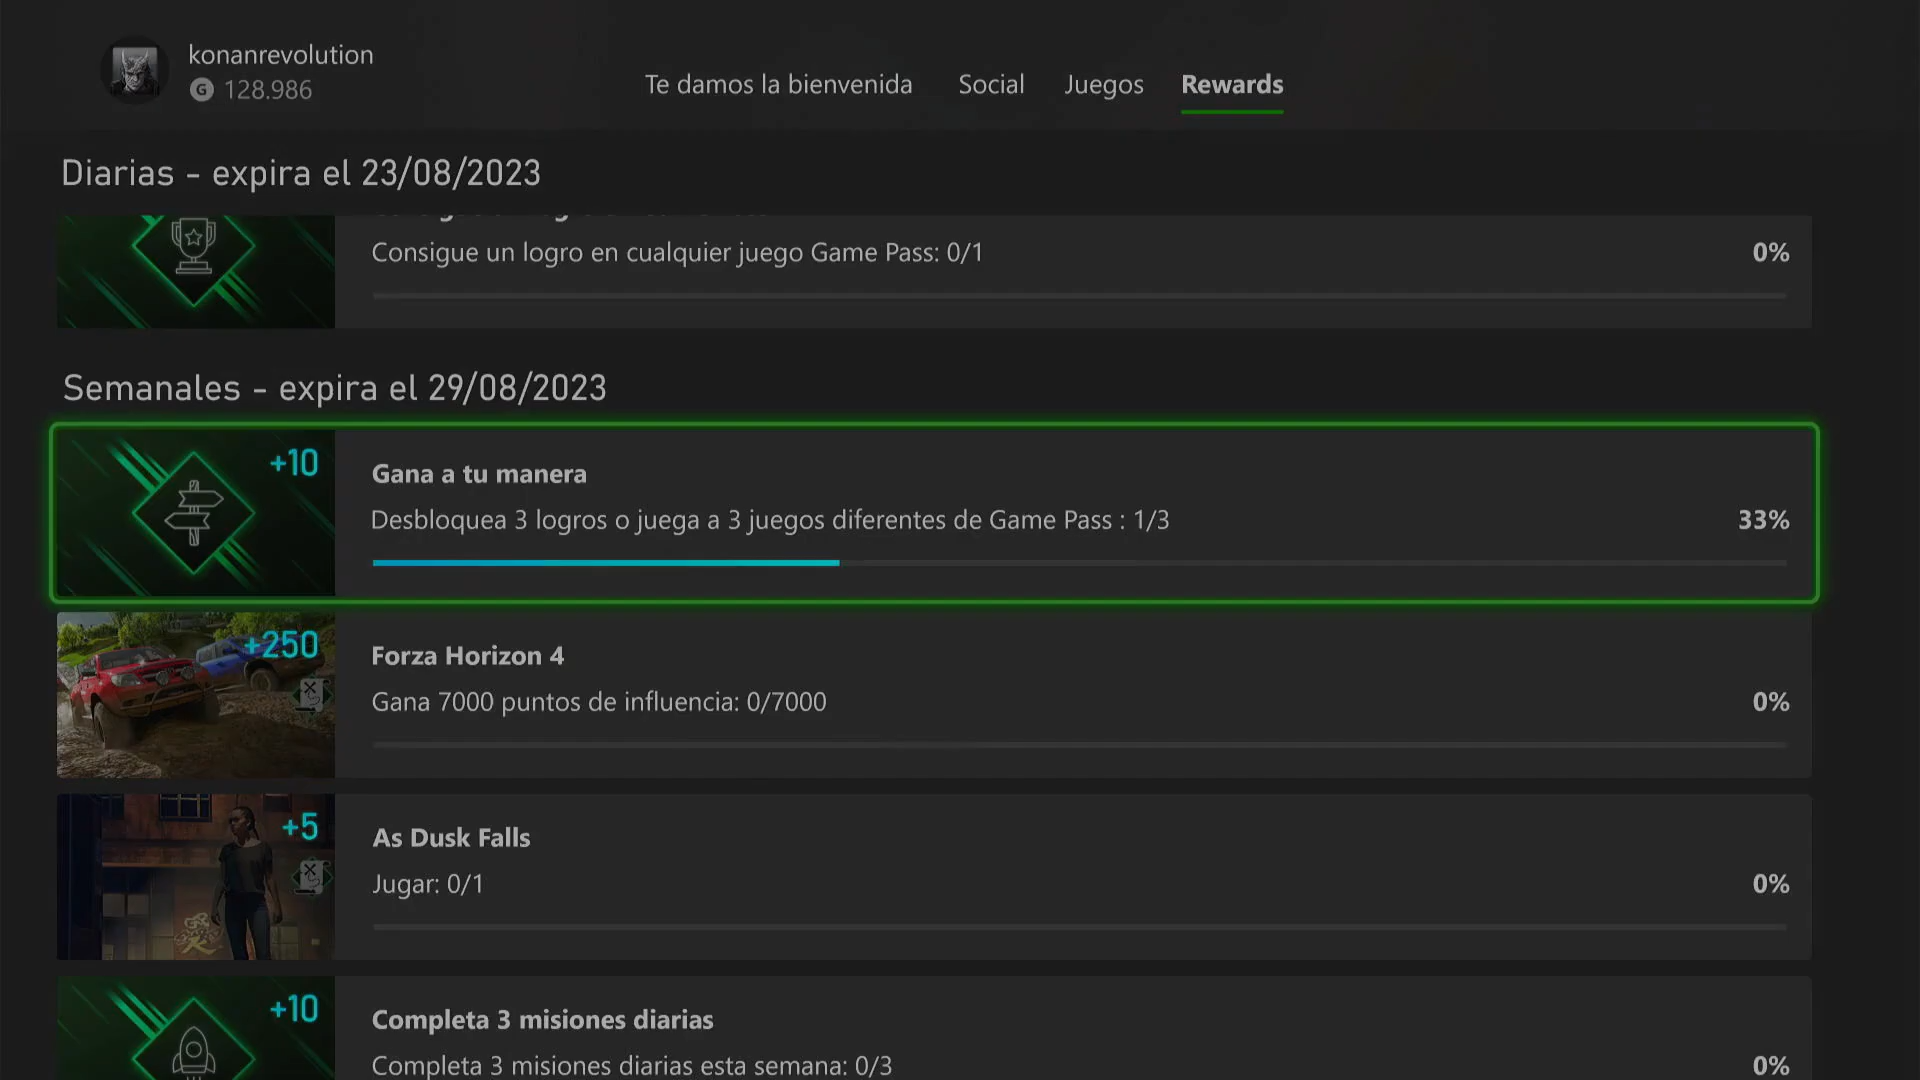 konanrevolution
G 128.986
Te damos la bienvenida
Social
Juegos
Rewards
Diarias - expira el 23/08/2023
Consigue un logro en cualquier juego Game Pass: 0/1
0%
Semanales - expira el 29/08/2023
+10
Gana a tu manera
Desbloquea 3 logros o juega a 3 juegos diferentes de Game Pass : 1/3
33%
+250
Forza Horizon 4
Gana 7000 puntos de influencia: 0/7000
0%
+5
As Dusk Falls
Jugar: 0/1
0%
+10
Completa 3 misiones diarias
Completa 3 misiones diarias esta semana: 0/3
0%